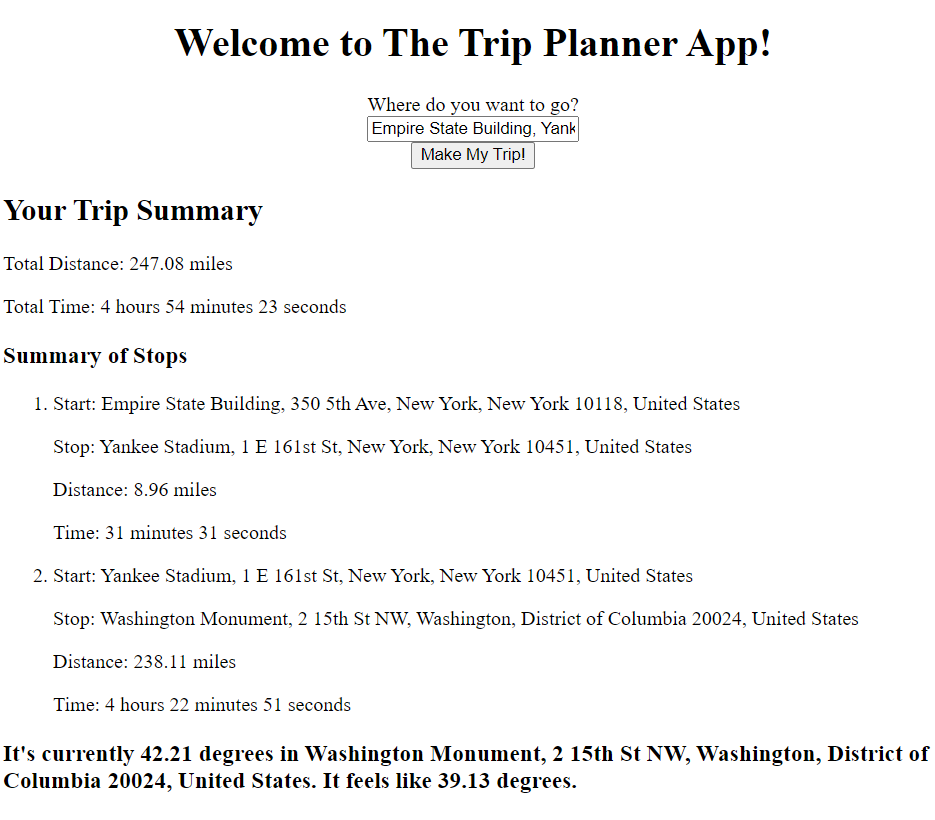 Welcome to The Trip Planner App!
Where do you want to go?
Empire State Building, Yank
Make My Trip!
Your Trip Summary
Total Distance: 247.08 miles
Total Time: 4 hours 54 minutes 23 seconds
Summary of Stops
1. Start: Empire State Building, 350 5th Ave, New York, New York 10118, United States
Stop: Yankee Stadium, 1 E 161st St, New York, New York 10451, United States
Distance: 8.96 miles
Time: 31 minutes 31 seconds
2. Start: Yankee Stadium, 1 E 161st St, New York, New York 10451, United States
Stop: Washington Monument, 2 15th St NW, Washington, District of Columbia 20024, United States
Distance: 238.11 miles
Time: 4 hours 22 minutes 51 seconds
It's currently 42.21 degrees in Washington Monument, 2 15th St NW, Washington, District of
Columbia 20024, United States. It feels like 39.13 degrees.